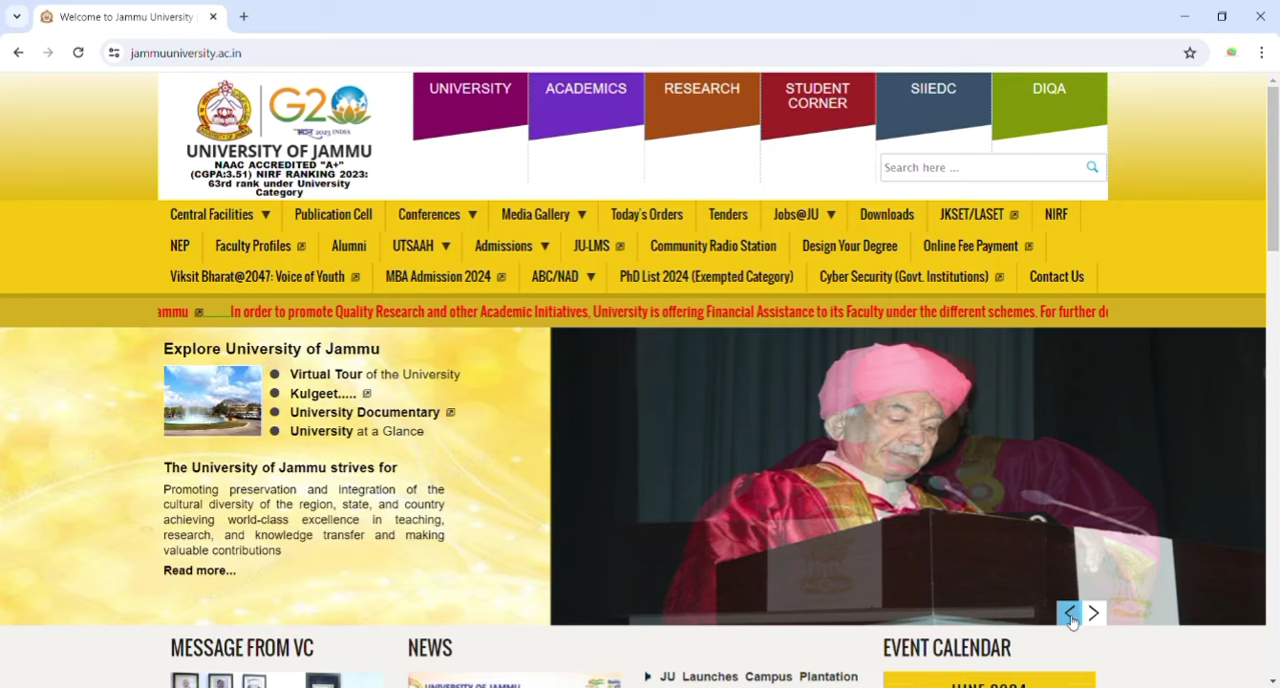 Welcome to Jammu University
jammuuniversity.ac.in
G20
2023 INDIA
UNIVERSITY OF JAMMU
NAAC ACCREDITED "A+"
(CGPA:3.51) NIRF RANKING 2023:
63rd rank under University
Category
UNIVERSITY
ACADEMICS
RESEARCH
STUDENT
CORNER
SIIEDC
DIQA
Search here ...
Central Facilities Publication Cell Conferences Media Gallery Today's Orders Tenders Jobs@JU Downloads JKSET/LASET NIRF
NEP Faculty Profiles Alumni UTSAAH Admissions JU-LMS Community Radio Station Design Your Degree Online Fee Payment
Viksit Bharat@2047: Voice of Youth MBA Admission 2024 ABC/NAD PhD List 2024 (Exempted Category) Cyber Security (Govt. Institutions) Contact Us
In order to promote Quality Research and other Academic Initiatives, University is offering Financial Assistance to its Faculty under the different schemes. For further
Explore University of Jammu
Virtual Tour of the University
Kulgeet.....
University Documentary
University at a Glance
The University of Jammu strives for
Promoting preservation and integration of the
cultural diversity of the region, state, and country
achieving world-class excellence in teaching,
research, and knowledge transfer and making
valuable contributions
Read more...
MESSAGE FROM VC
NEWS
EVENT CALENDAR
JU Launches Campus Plantation
UNIVERSITY OF JAMMU
JUNE 2024